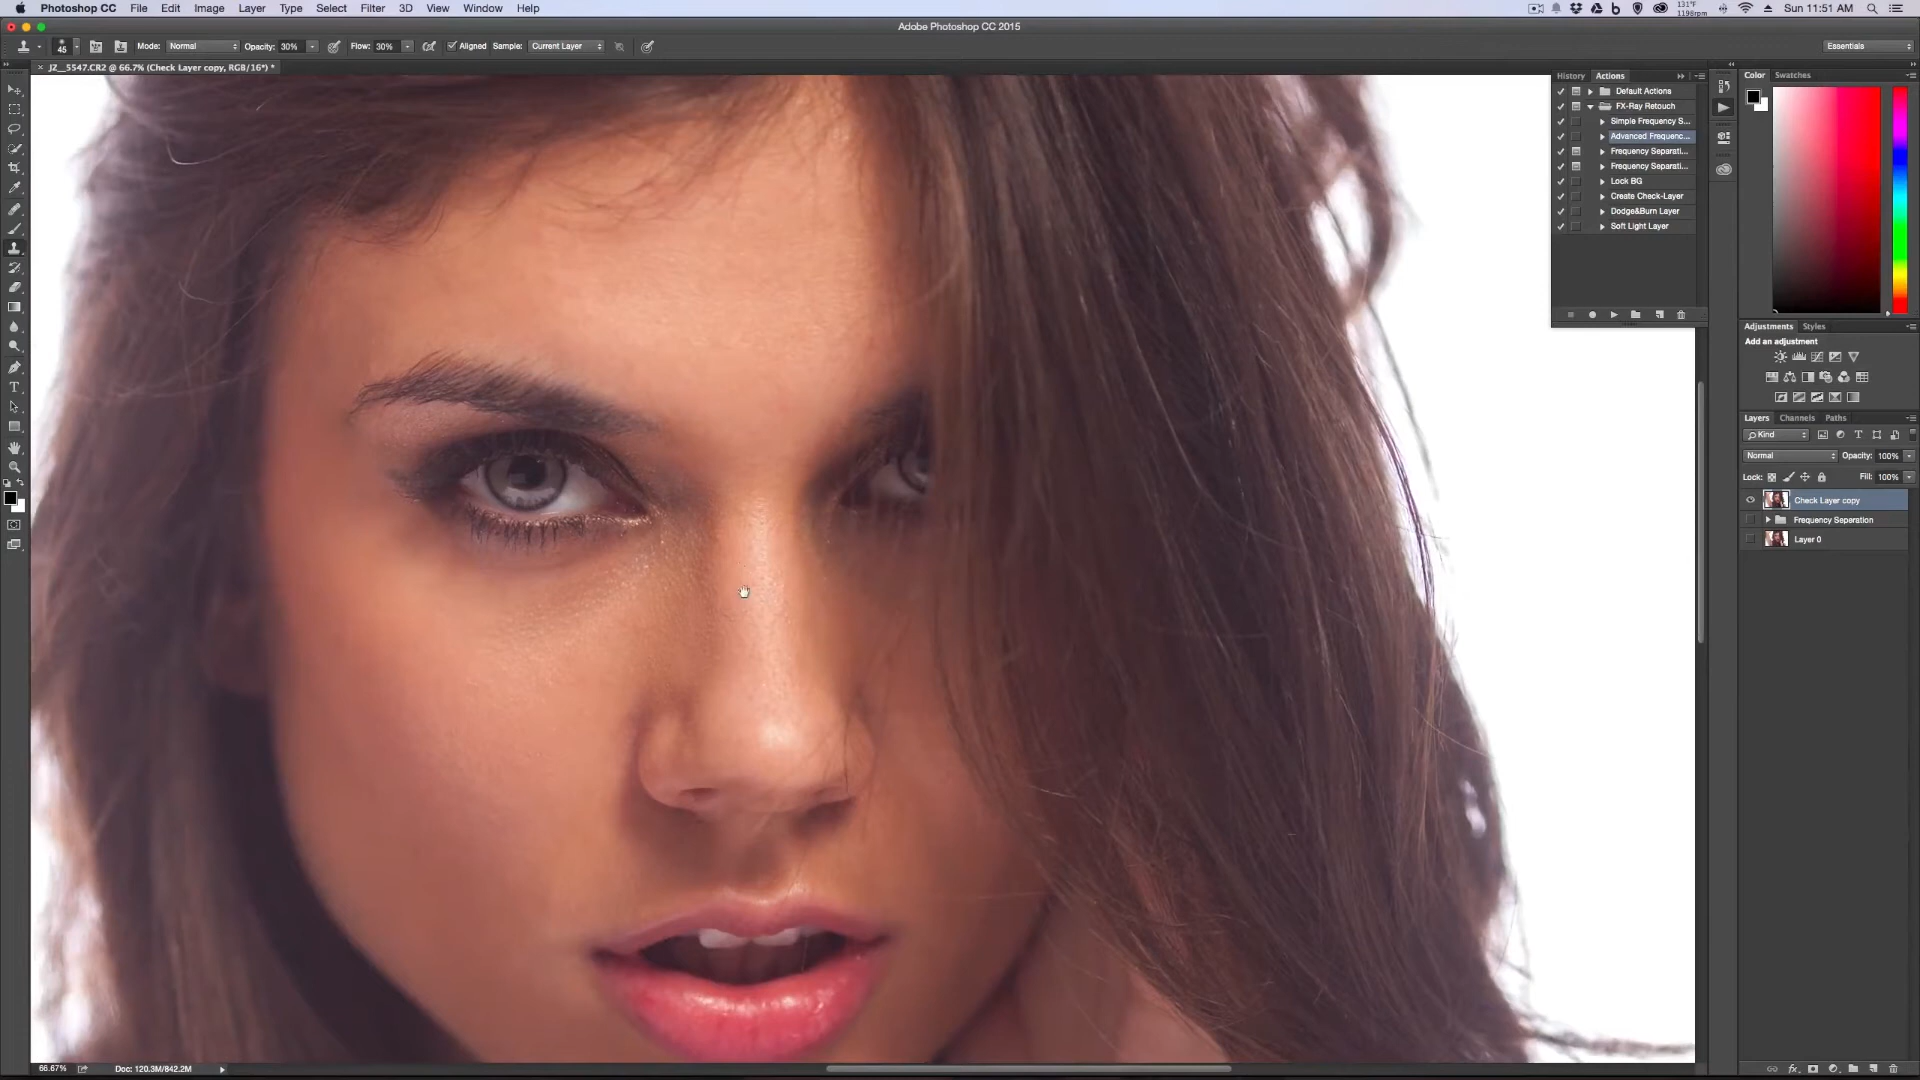 Photoshop CC File Edit Image Layer Type Select Filter 3D View Window Help 131°F 1198rpm Sun 11:51 AM
Adobe Photoshop CC 2015
45 Mode: Normal Opacity: 30% Flow: 30% Aligned Sample: Current Layer Essentials
× JZ__5547.CR2 @ 66.7% (Check Layer copy, RGB/16*) *
History Actions
Default Actions
FX-Ray Retouch
Simple Frequency S...
Advanced Frequenc...
Frequency Separati...
Frequency Separati...
Lock BG
Create Check-Layer
Dodge&Burn Layer
Soft Light Layer
Color Swatches
Adjustments Styles
Add an adjustment
Layers Channels Paths
Kind
Normal Opacity: 100%
Lock: Fill: 100%
Check Layer copy
Frequency Separation
Layer 0
66.67% Doc: 120.3M/842.2M